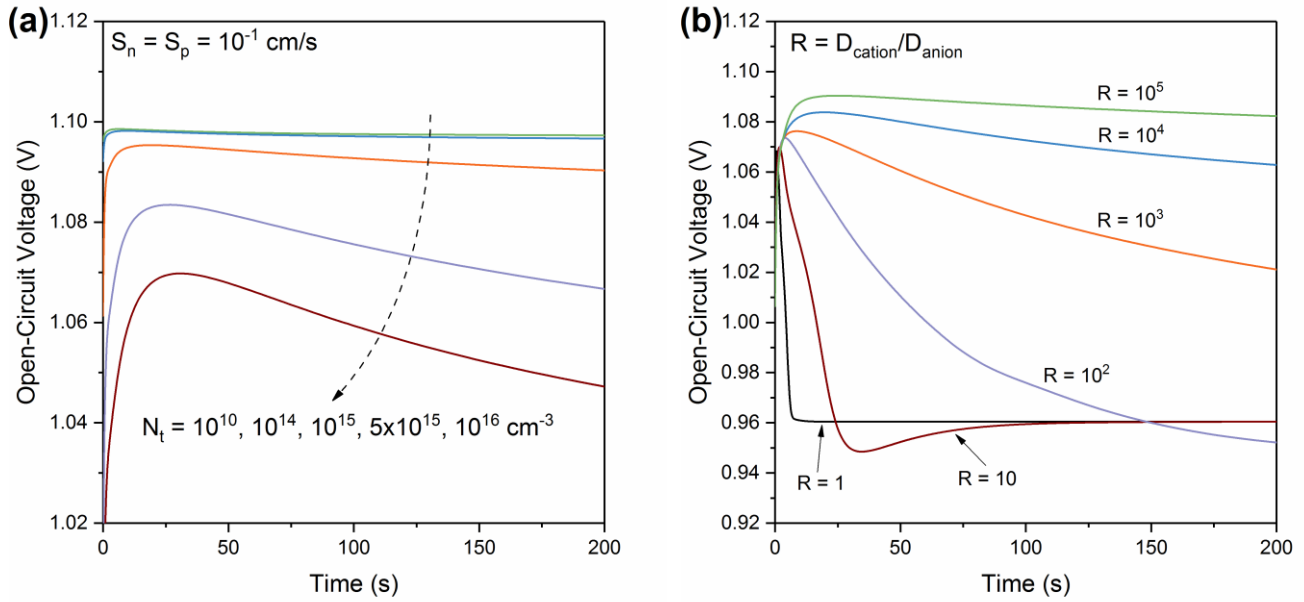 (a)
S_n = S_p = 10^-1 cm/s
Open-Circuit Voltage (V)
1.12
1.10
1.08
1.06
1.04
1.02
N_t = 10^10, 10^14, 10^15, 5x10^15, 10^16 cm^-3
0
50
100
150
200
Time (s)
(b)
R = D_cation/D_anion
Open-Circuit Voltage (V)
1.12
1.10
1.08
1.06
1.04
1.02
1.00
0.98
0.96
0.94
0.92
R = 10^5
R = 10^4
R = 10^3
R = 10^2
R = 1
R = 10
0
50
100
150
200
Time (s)